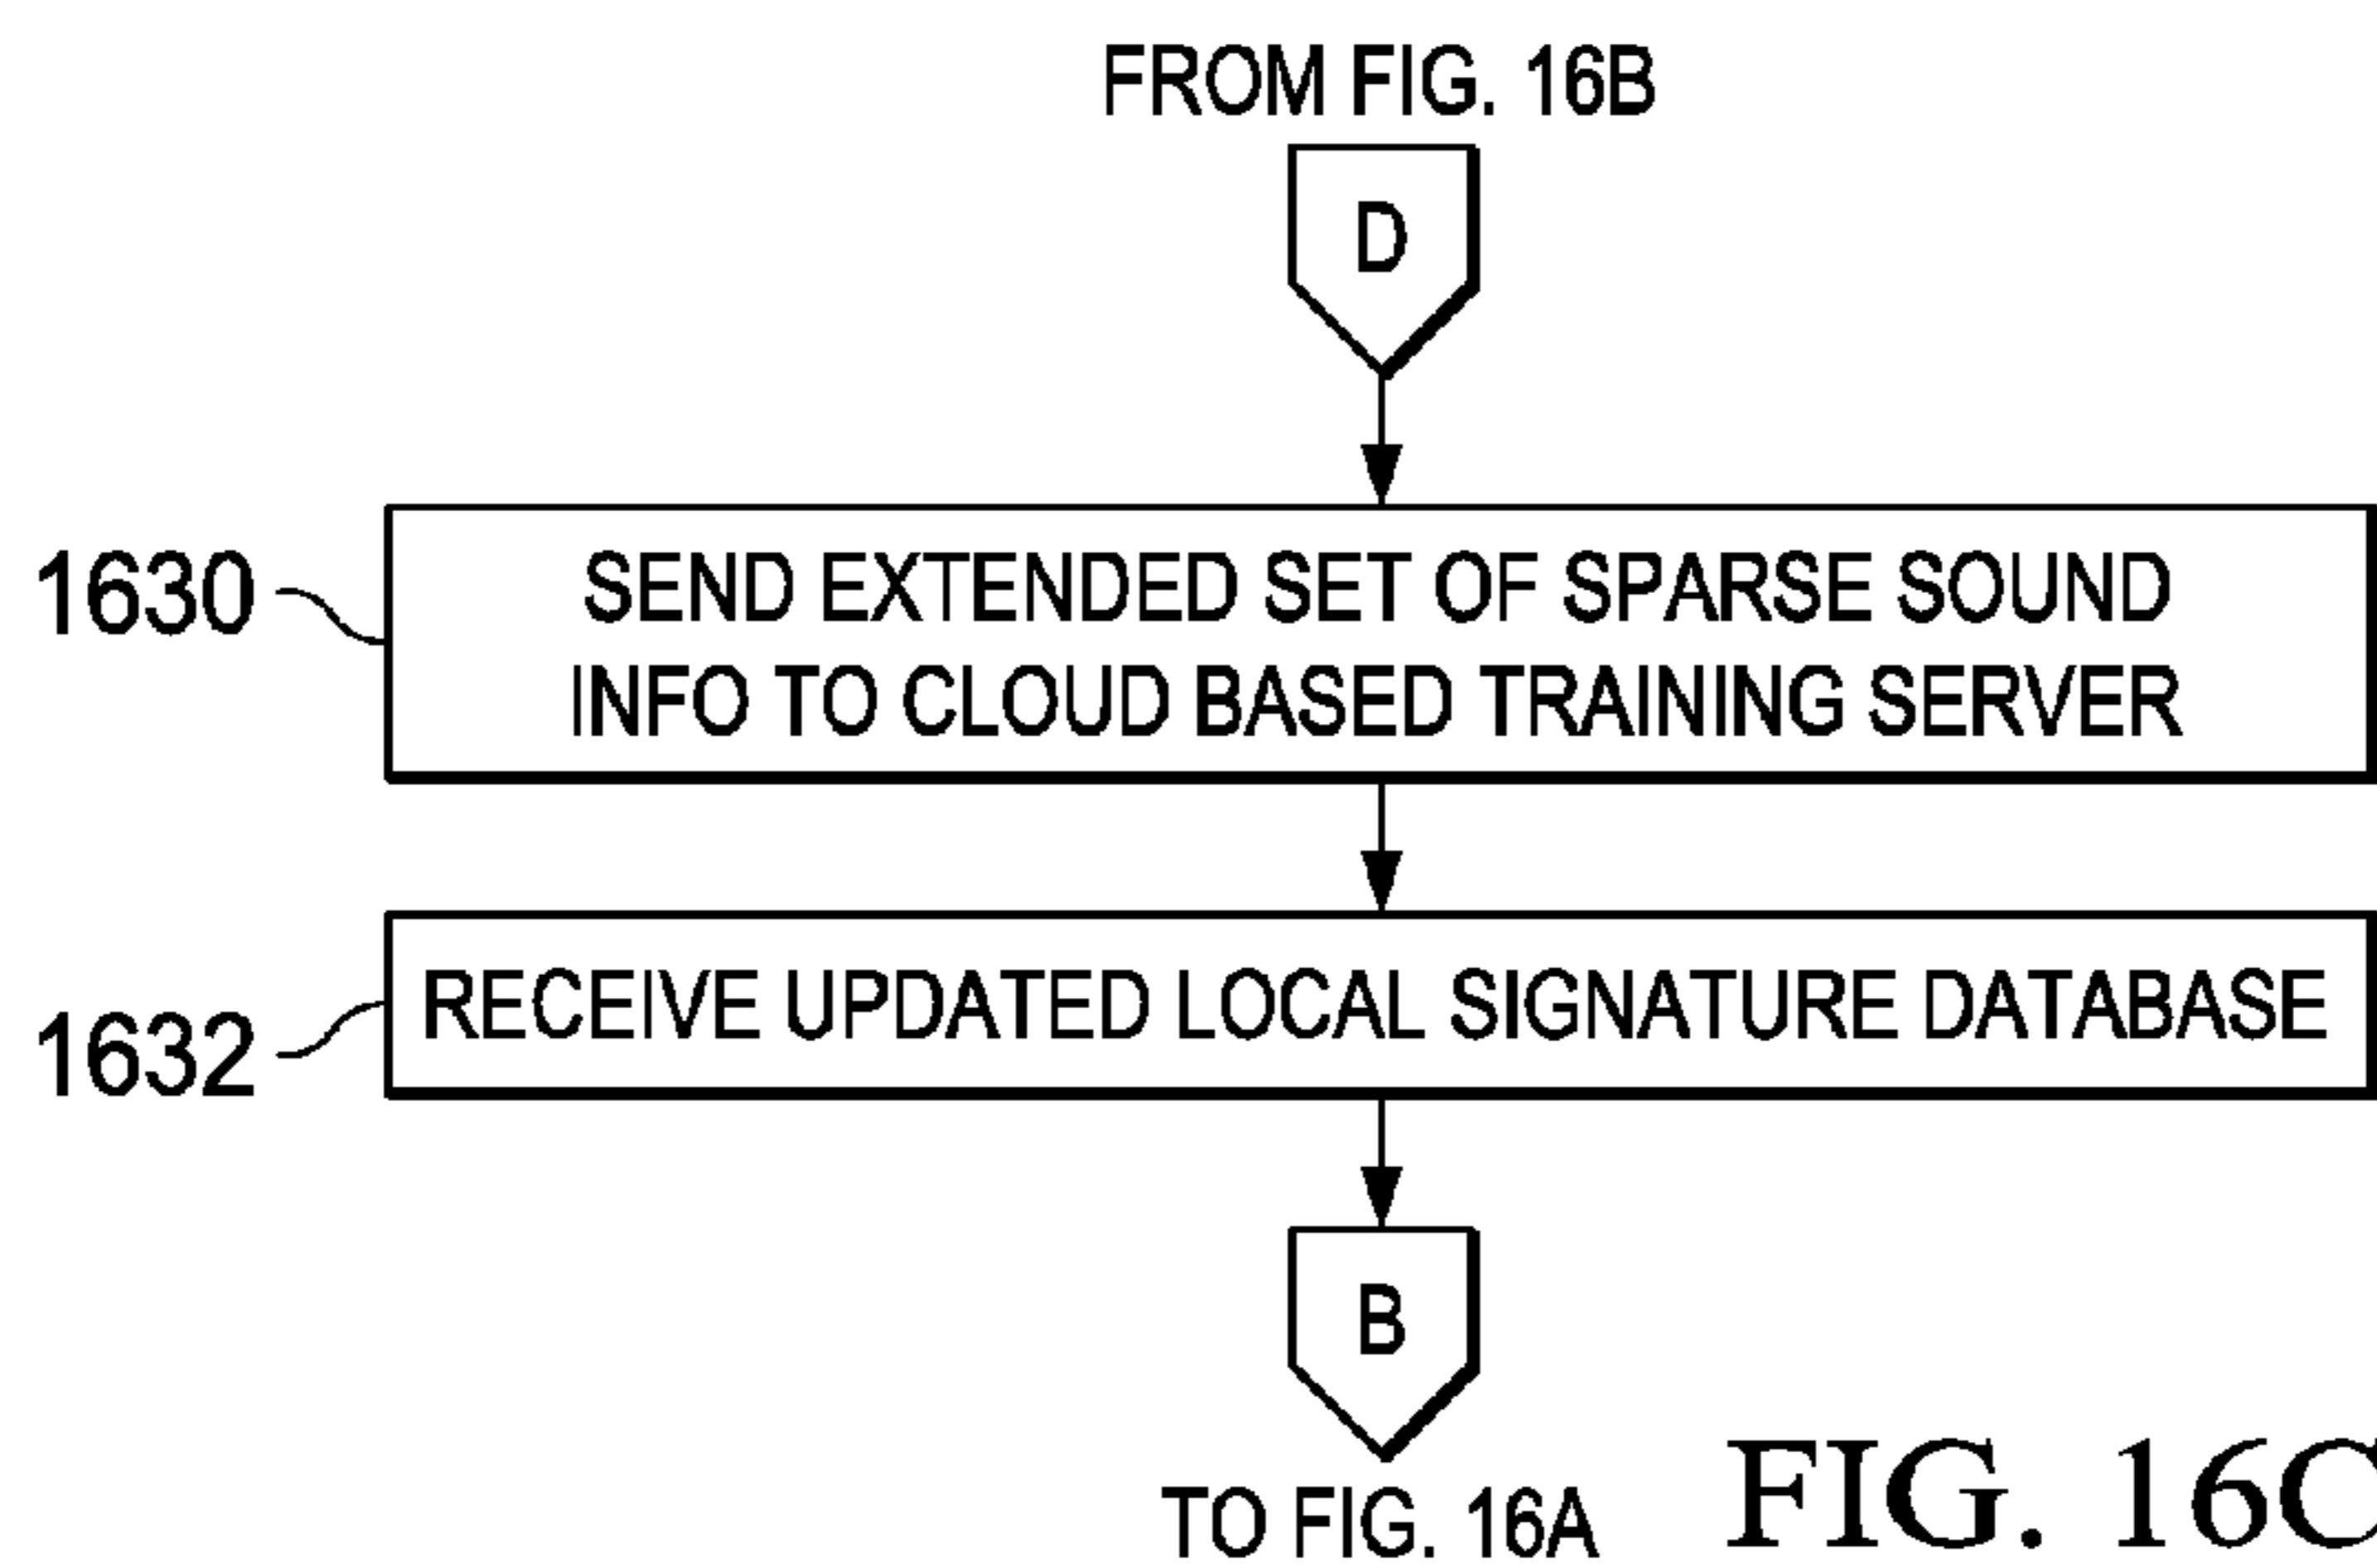 FROM FIG. 16B
D
1630
SEND EXTENDED SET OF SPARSE SOUND
INFO TO CLOUD BASED TRAINING SERVER
RECEIVE UPDATED LOCAL SIGNATURE DATABASE
1632
B
TO FIG. 16A
FIG. 16C